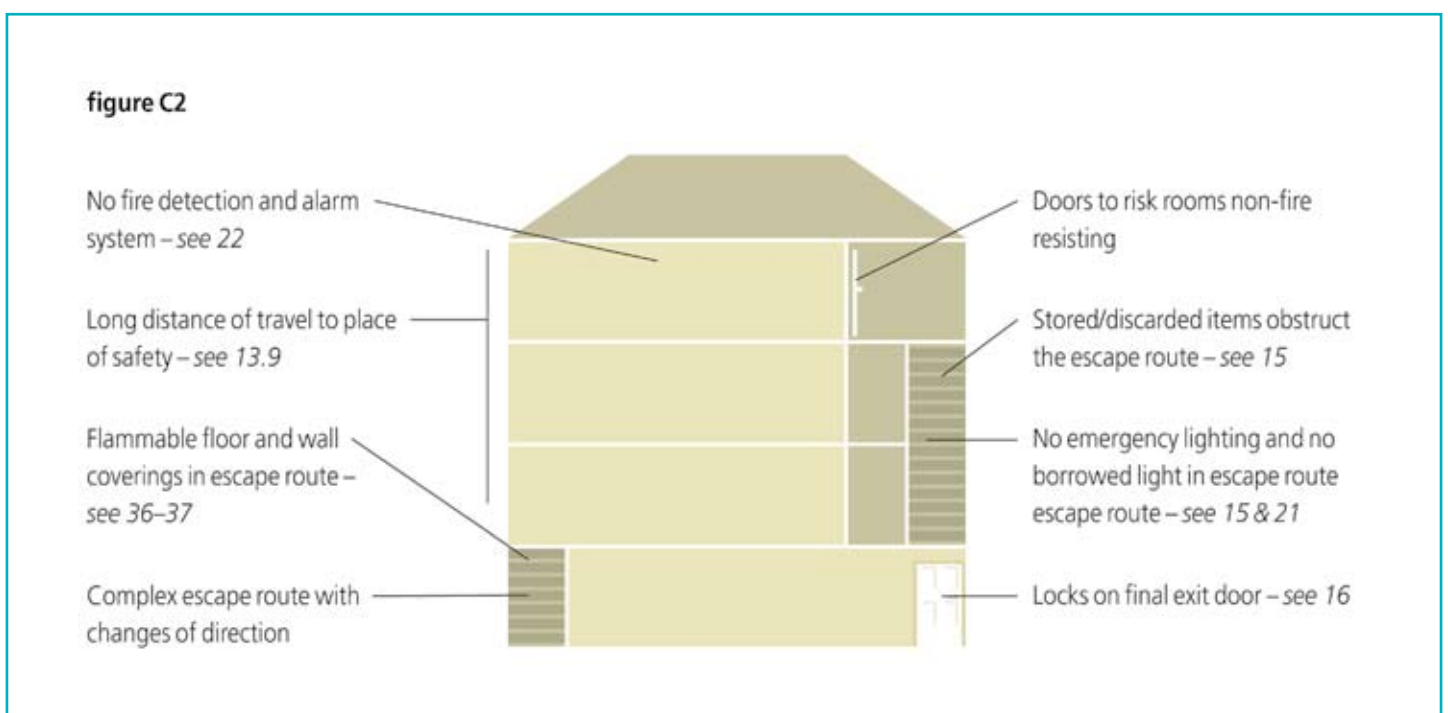 figure C2
No fire detection and alarm
system – see 22
Long distance of travel to place
of safety – see 13.9
Flammable floor and wall
coverings in escape route –
see 36–37
Complex escape route with
changes of direction
Doors to risk rooms non-fire
resisting
Stored/discarded items obstruct
the escape route – see 15
No emergency lighting and no
borrowed light in escape route
escape route – see 15 & 21
Locks on final exit door – see 16